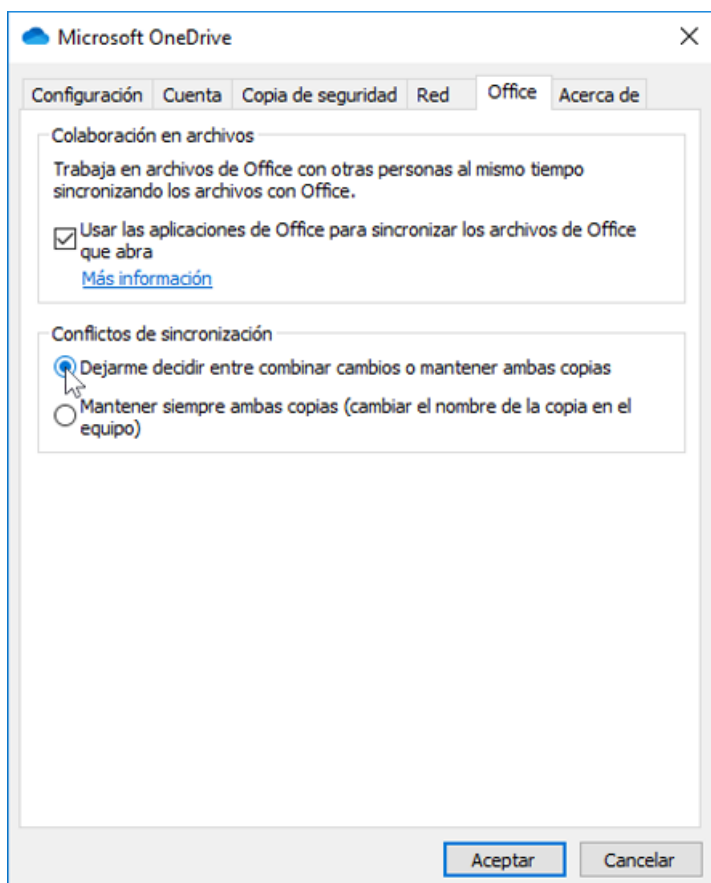 Microsoft OneDrive
Configuración Cuenta Copia de seguridad Red Office Acerca de
Colaboración en archivos
Trabaja en archivos de Office con otras personas al mismo tiempo
sincronizando los archivos con Office.
Usar las aplicaciones de Office para sincronizar los archivos de Office
que abra
Más información
Conflictos de sincronización
Dejarme decidir entre combinar cambios o mantener ambas copias
Mantener siempre ambas copias (cambiar el nombre de la copia en el
equipo)
Aceptar Cancelar